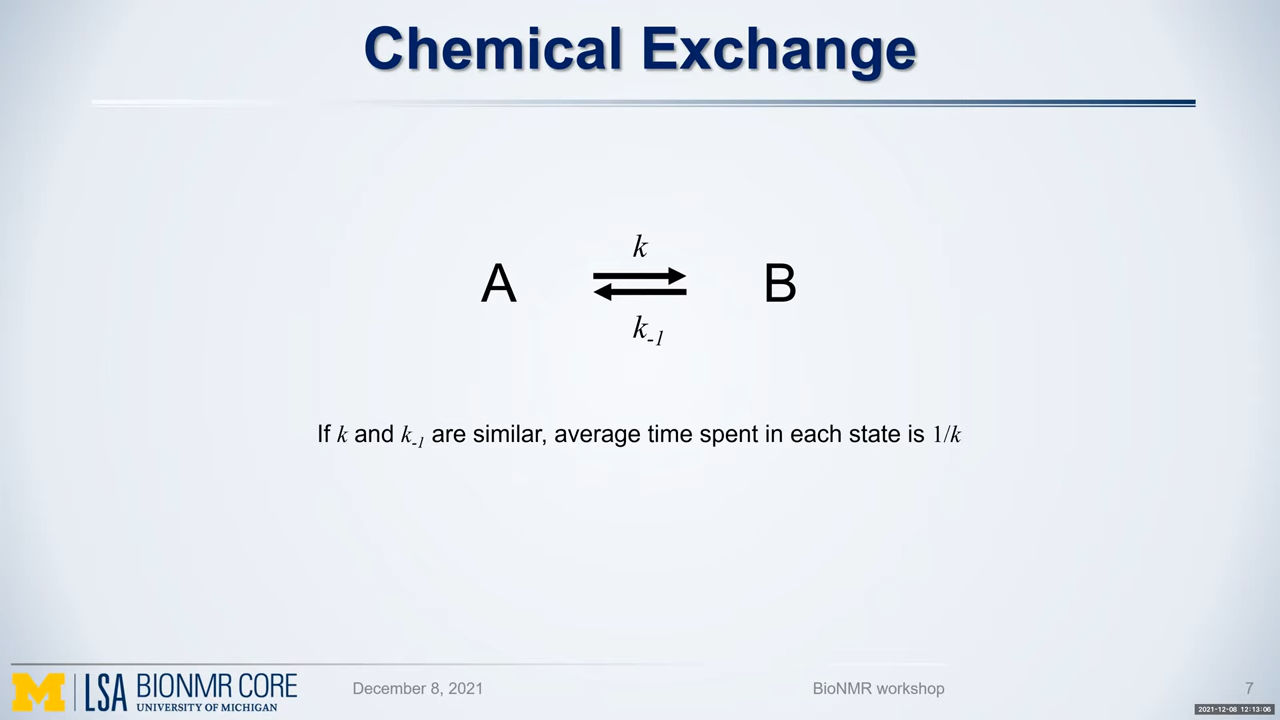 Chemical Exchange
k
A B
k-1
If k and k-1 are similar, average time spent in each state is 1/k
M LSA BIONMR CORE
UNIVERSITY OF MICHIGAN
December 8, 2021
BioNMR workshop
7
2021-12-08 12:13:06